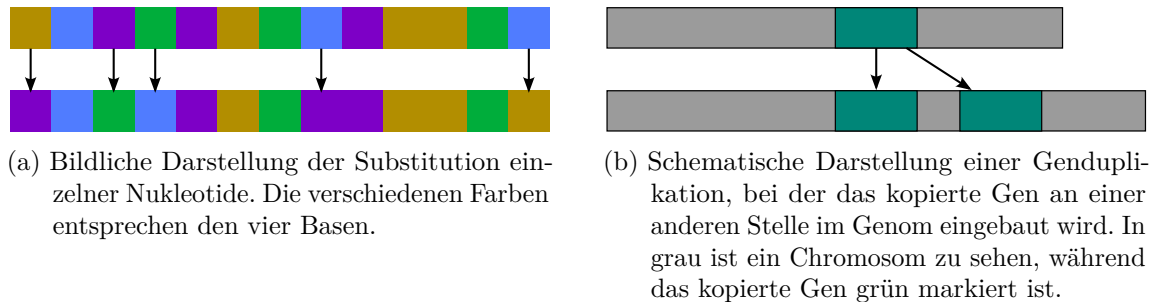 (a) Bildliche Darstellung der Substitution ein-
zelner Nukleotide. Die verschiedenen Farben
entsprechen den vier Basen.
(b) Schematische Darstellung einer Gendupli-
kation, bei der das kopierte Gen an einer
anderen Stelle im Genom eingebaut wird. In
grau ist ein Chromosom zu sehen, während
das kopierte Gen grün markiert ist.